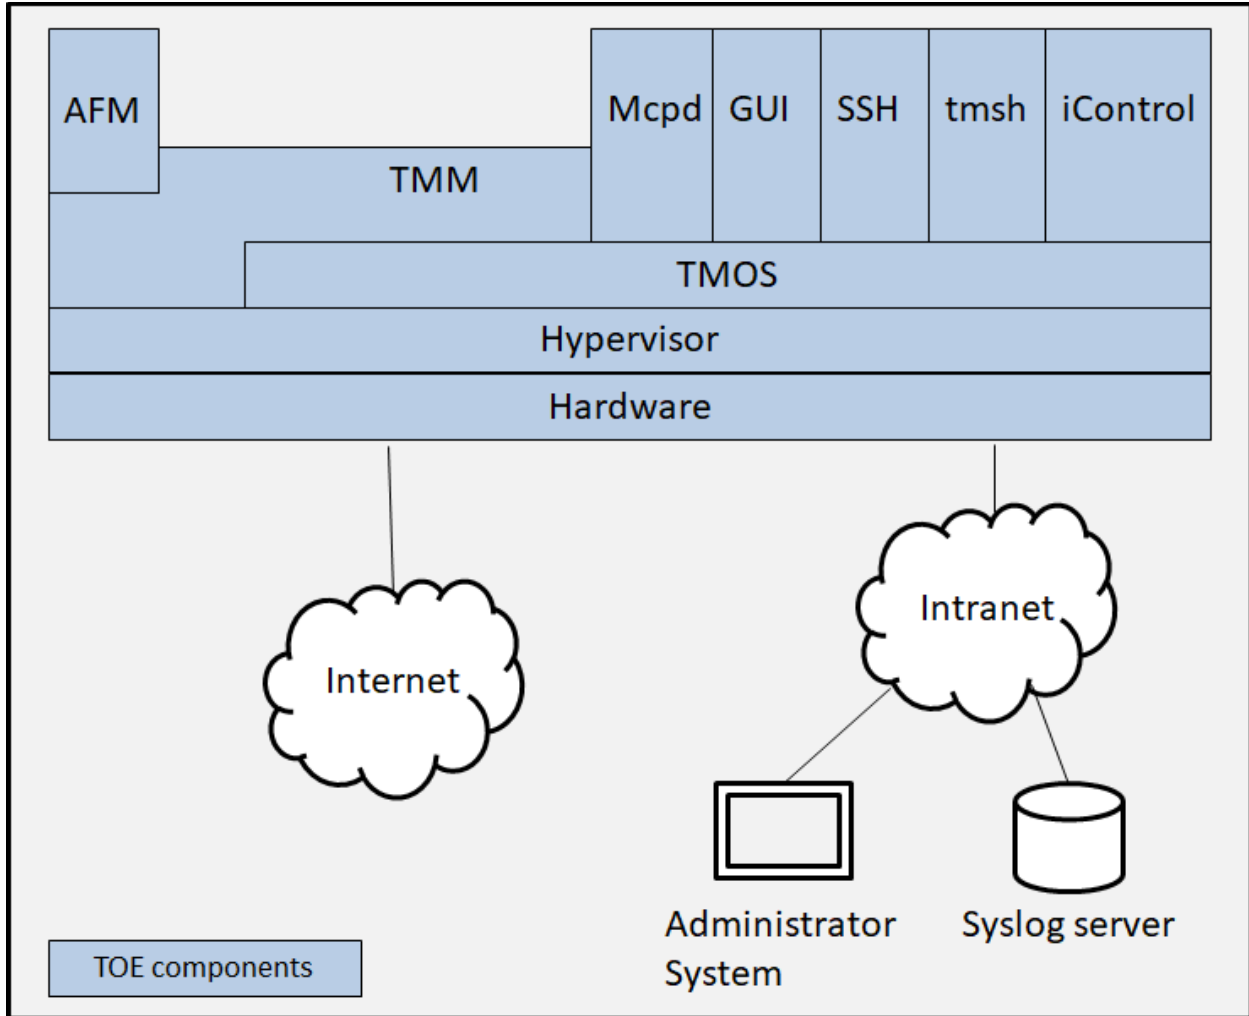 AFM
Mcpd
GUI
SSH
tmsh
iControl
TMM
TMOS
Hypervisor
Hardware
Intranet
Internet
Administrator
System
Syslog server
TOE components